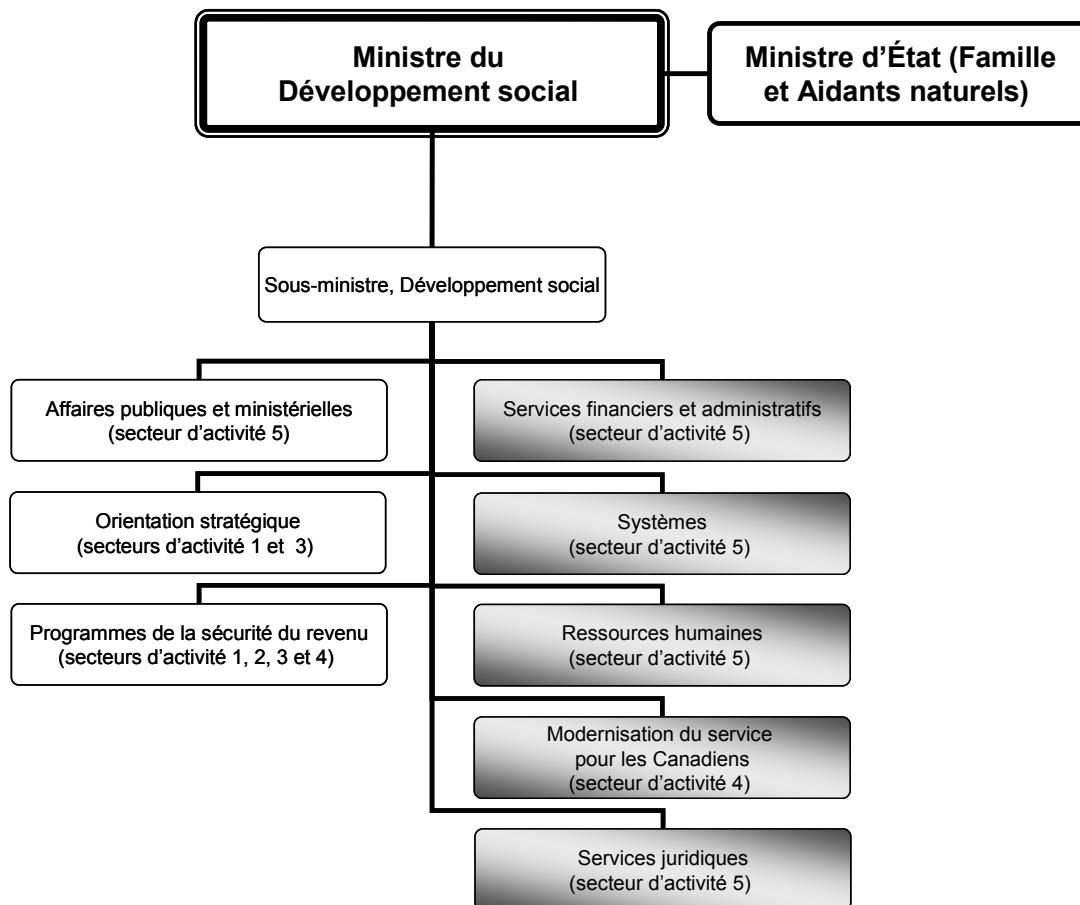 Ministre du
Développement social
Ministre d'État (Famille
et Aidants naturels)
Sous-ministre, Développement social
Affaires publiques et ministérielles
(secteur d'activité 5)
Services financiers et administratifs
(secteur d'activité 5)
Orientation stratégique
(secteurs d'activité 1 et 3)
Systèmes
(secteur d'activité 5)
Programmes de la sécurité du revenu
(secteurs d'activité 1, 2, 3 et 4)
Ressources humaines
(secteur d'activité 5)
Modernisation du service
pour les Canadiens
(secteur d'activité 4)
Services juridiques
(secteur d'activité 5)